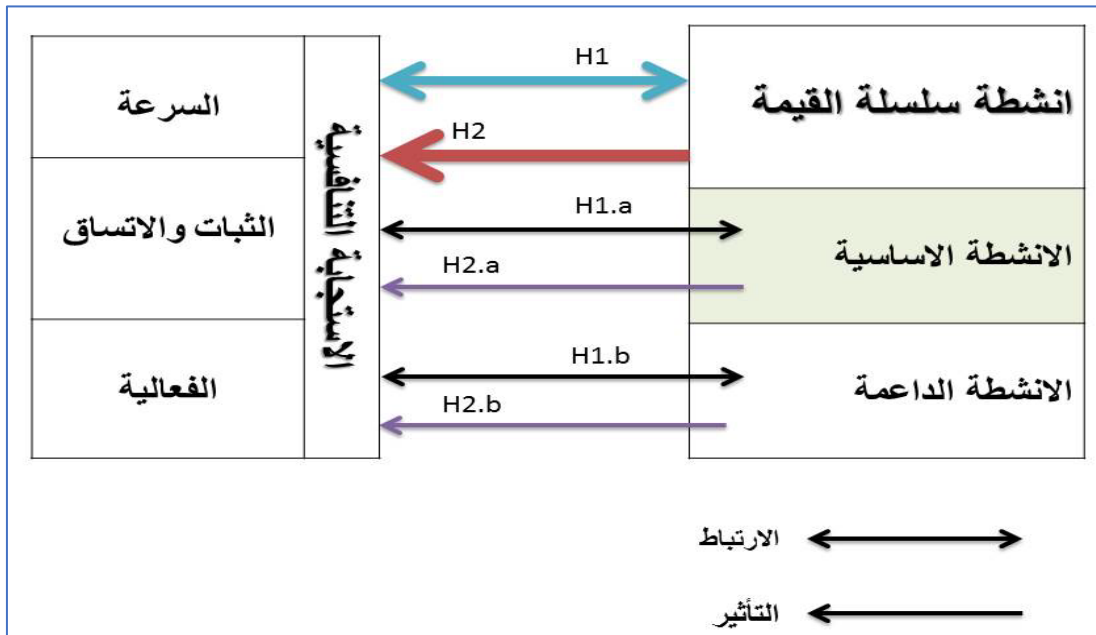 انشطة سلسلة القيمة
الانشطة الاساسية
الانشطة الداعمة
H1
H2
H1.a
H2.a
H1.b
H2.b
الاستجابة التنافسية
السرعة
الثبات والاتساق
الفعالية
الارتباط
التأثير